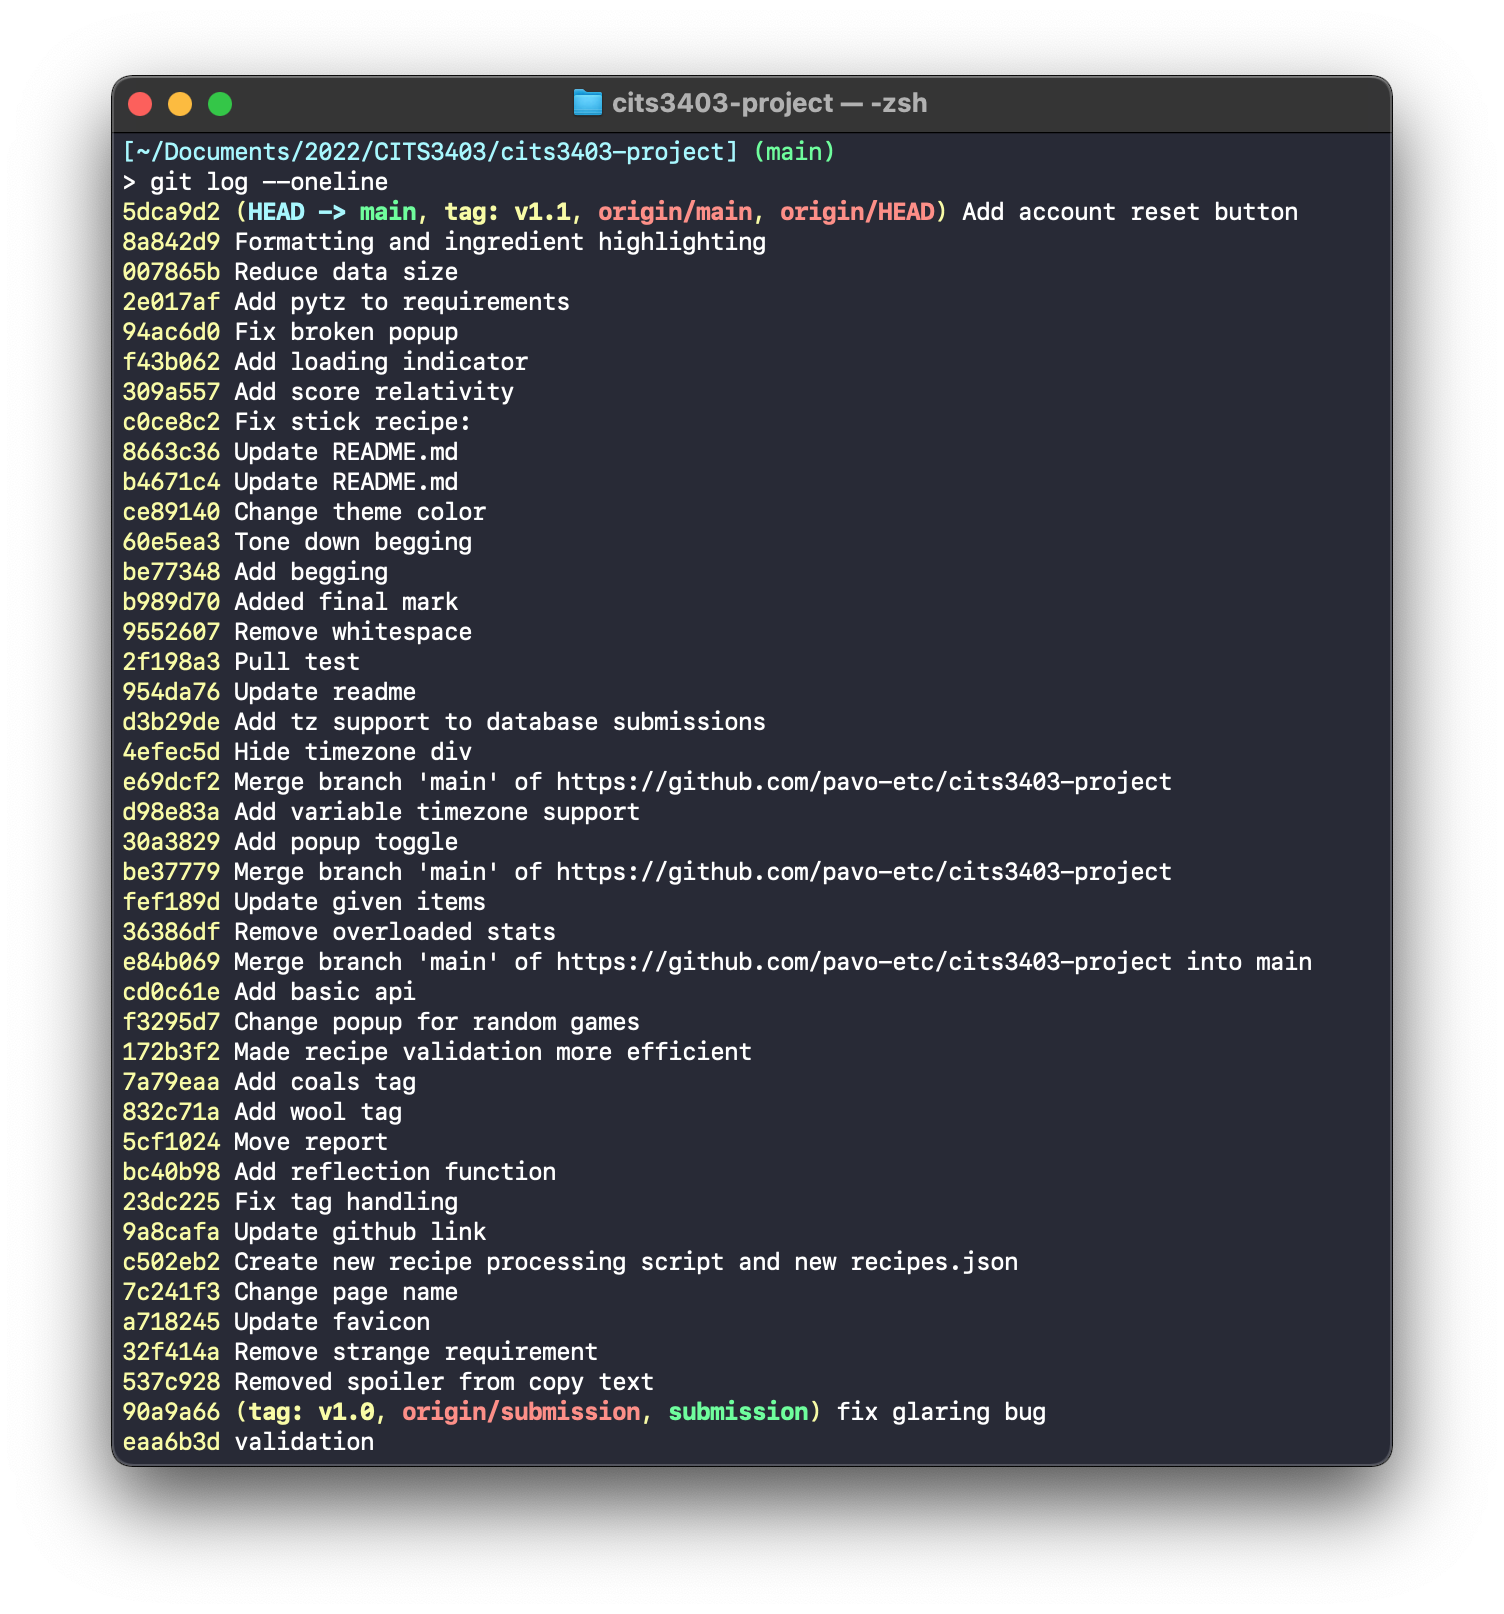 cits3403-project — -zsh
[~/Documents/2022/CITS3403/cits3403-project] (main)
> git log --oneline
5dca9d2 (HEAD -> main, tag: v1.1, origin/main, origin/HEAD) Add account reset button
8a842d9 Formatting and ingredient highlighting
007865b Reduce data size
2e017af Add pytz to requirements
94ac6d0 Fix broken popup
f43b062 Add loading indicator
309a557 Add score relativity
c0ce8c2 Fix stick recipe:
8663c36 Update README.md
b4671c4 Update README.md
ce89140 Change theme color
60e5ea3 Tone down begging
be77348 Add begging
b989d70 Added final mark
9552607 Remove whitespace
2f198a3 Pull test
954da76 Update readme
d3b29de Add tz support to database submissions
4efec5d Hide timezone div
e69dcf2 Merge branch 'main' of https://github.com/pavo-etc/cits3403-project
d98e83a Add variable timezone support
30a3829 Add popup toggle
be37779 Merge branch 'main' of https://github.com/pavo-etc/cits3403-project
fef189d Update given items
36386df Remove overloaded stats
e84b069 Merge branch 'main' of https://github.com/pavo-etc/cits3403-project into main
cd0c61e Add basic api
f3295d7 Change popup for random games
172b3f2 Made recipe validation more efficient
7a79eaa Add coals tag
832c71a Add wool tag
5cf1024 Move report
bc40b98 Add reflection function
23dc225 Fix tag handling
9a8cafa Update github link
c502eb2 Create new recipe processing script and new recipes.json
7c241f3 Change page name
a718245 Update favicon
32f414a Remove strange requirement
537c928 Removed spoiler from copy text
90a9a66 (tag: v1.0, origin/submission, submission) fix glaring bug
eaa6b3d validation